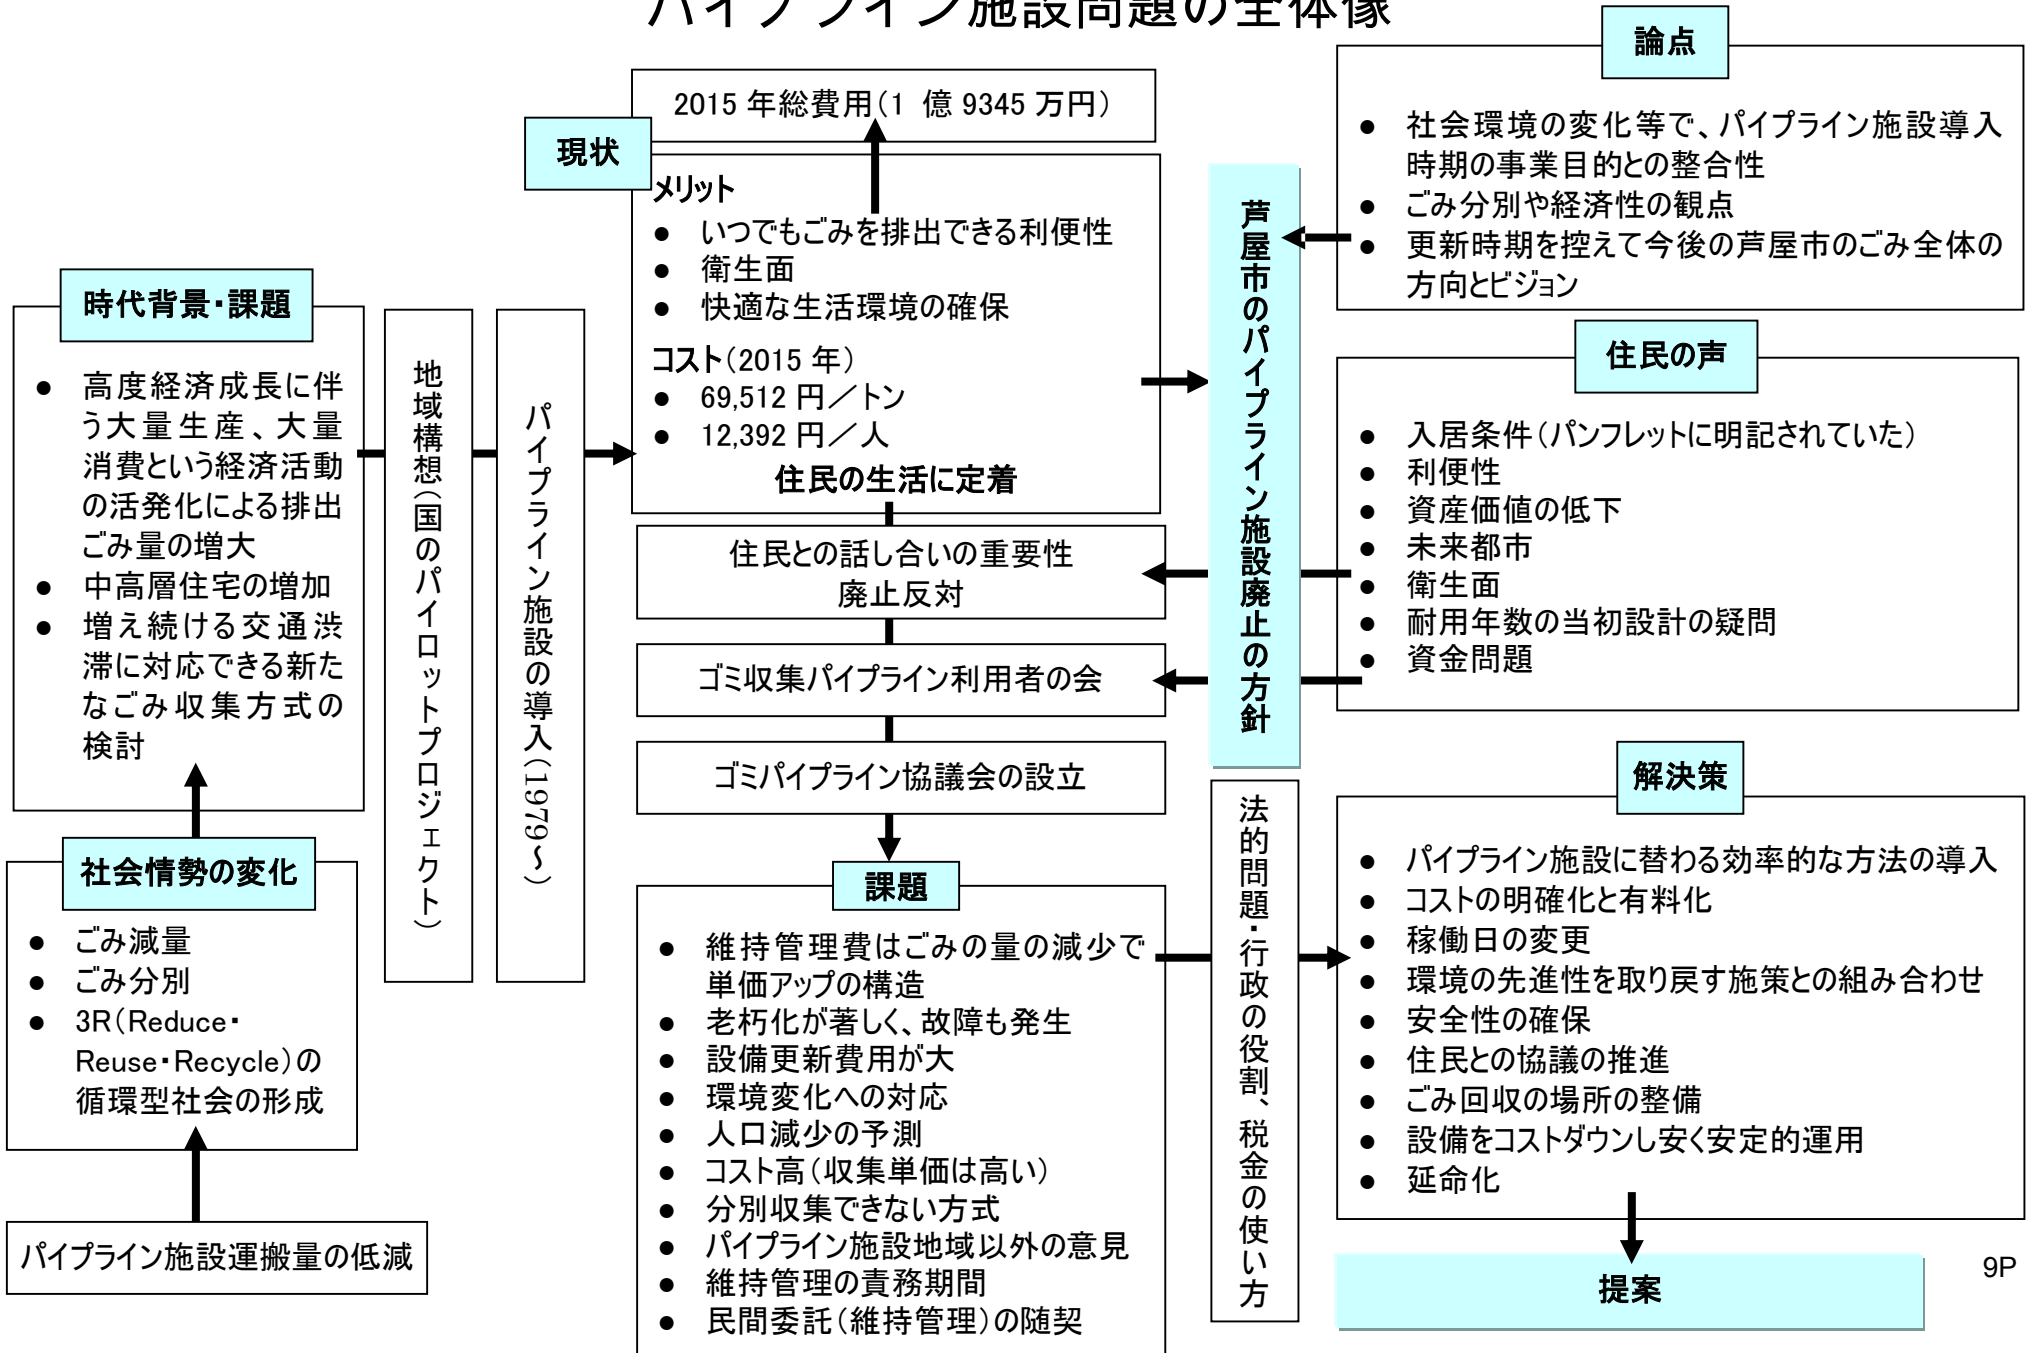 パイプライン施設問題の全体像
時代背景・課題
● 高度経済成長に伴
う大量生産、大量
消費という経済活動
の活発化による排出
ごみ量の増大
● 中高層住宅の増加
● 増え続ける交通渋
滞に対応できる新た
なごみ収集方式の
検討
社会情勢の変化
● ごみ減量
● ごみ分別
● 3R(Reduce・
Reuse・Recycle)の
循環型社会の形成
パイプライン施設運搬量の低減
地域構想(国のパイロットプロジェクト)
パイプライン施設の導入(1979~)
2015 年総費用(1 億 9345 万円)
現状
メリット
● いつでもごみを排出できる利便性
● 衛生面
● 快適な生活環境の確保
コスト(2015 年)
● 69,512 円/トン
● 12,392 円/人
住民の生活に定着
住民との話し合いの重要性
廃止反対
ゴミ収集パイプライン利用者の会
ゴミパイプライン協議会の設立
課題
● 維持管理費はごみの量の減少で
単価アップの構造
● 老朽化が著しく、故障も発生
● 設備更新費用が大
● 環境変化への対応
● 人口減少の予測
● コスト高(収集単価は高い)
● 分別収集できない方式
● パイプライン施設地域以外の意見
● 維持管理の責務期間
● 民間委託(維持管理)の随契
芦屋市のパイプライン施設廃止の方針
法的問題・行政の役割、税金の使い方
論点
● 社会環境の変化等で、パイプライン施設導入
時期の事業目的との整合性
● ごみ分別や経済性の観点
● 更新時期を控えて今後の芦屋市のごみ全体の
方向とビジョン
住民の声
● 入居条件(パンフレットに明記されていた)
● 利便性
● 資産価値の低下
● 未来都市
● 衛生面
● 耐用年数の当初設計の疑問
● 資金問題
解決策
● パイプライン施設に替わる効率的な方法の導入
● コストの明確化と有料化
● 稼働日の変更
● 環境の先進性を取り戻す施策との組み合わせ
● 安全性の確保
● 住民との協議の推進
● ごみ回収の場所の整備
● 設備をコストダウンし安く安定的運用
● 延命化
提案
9P